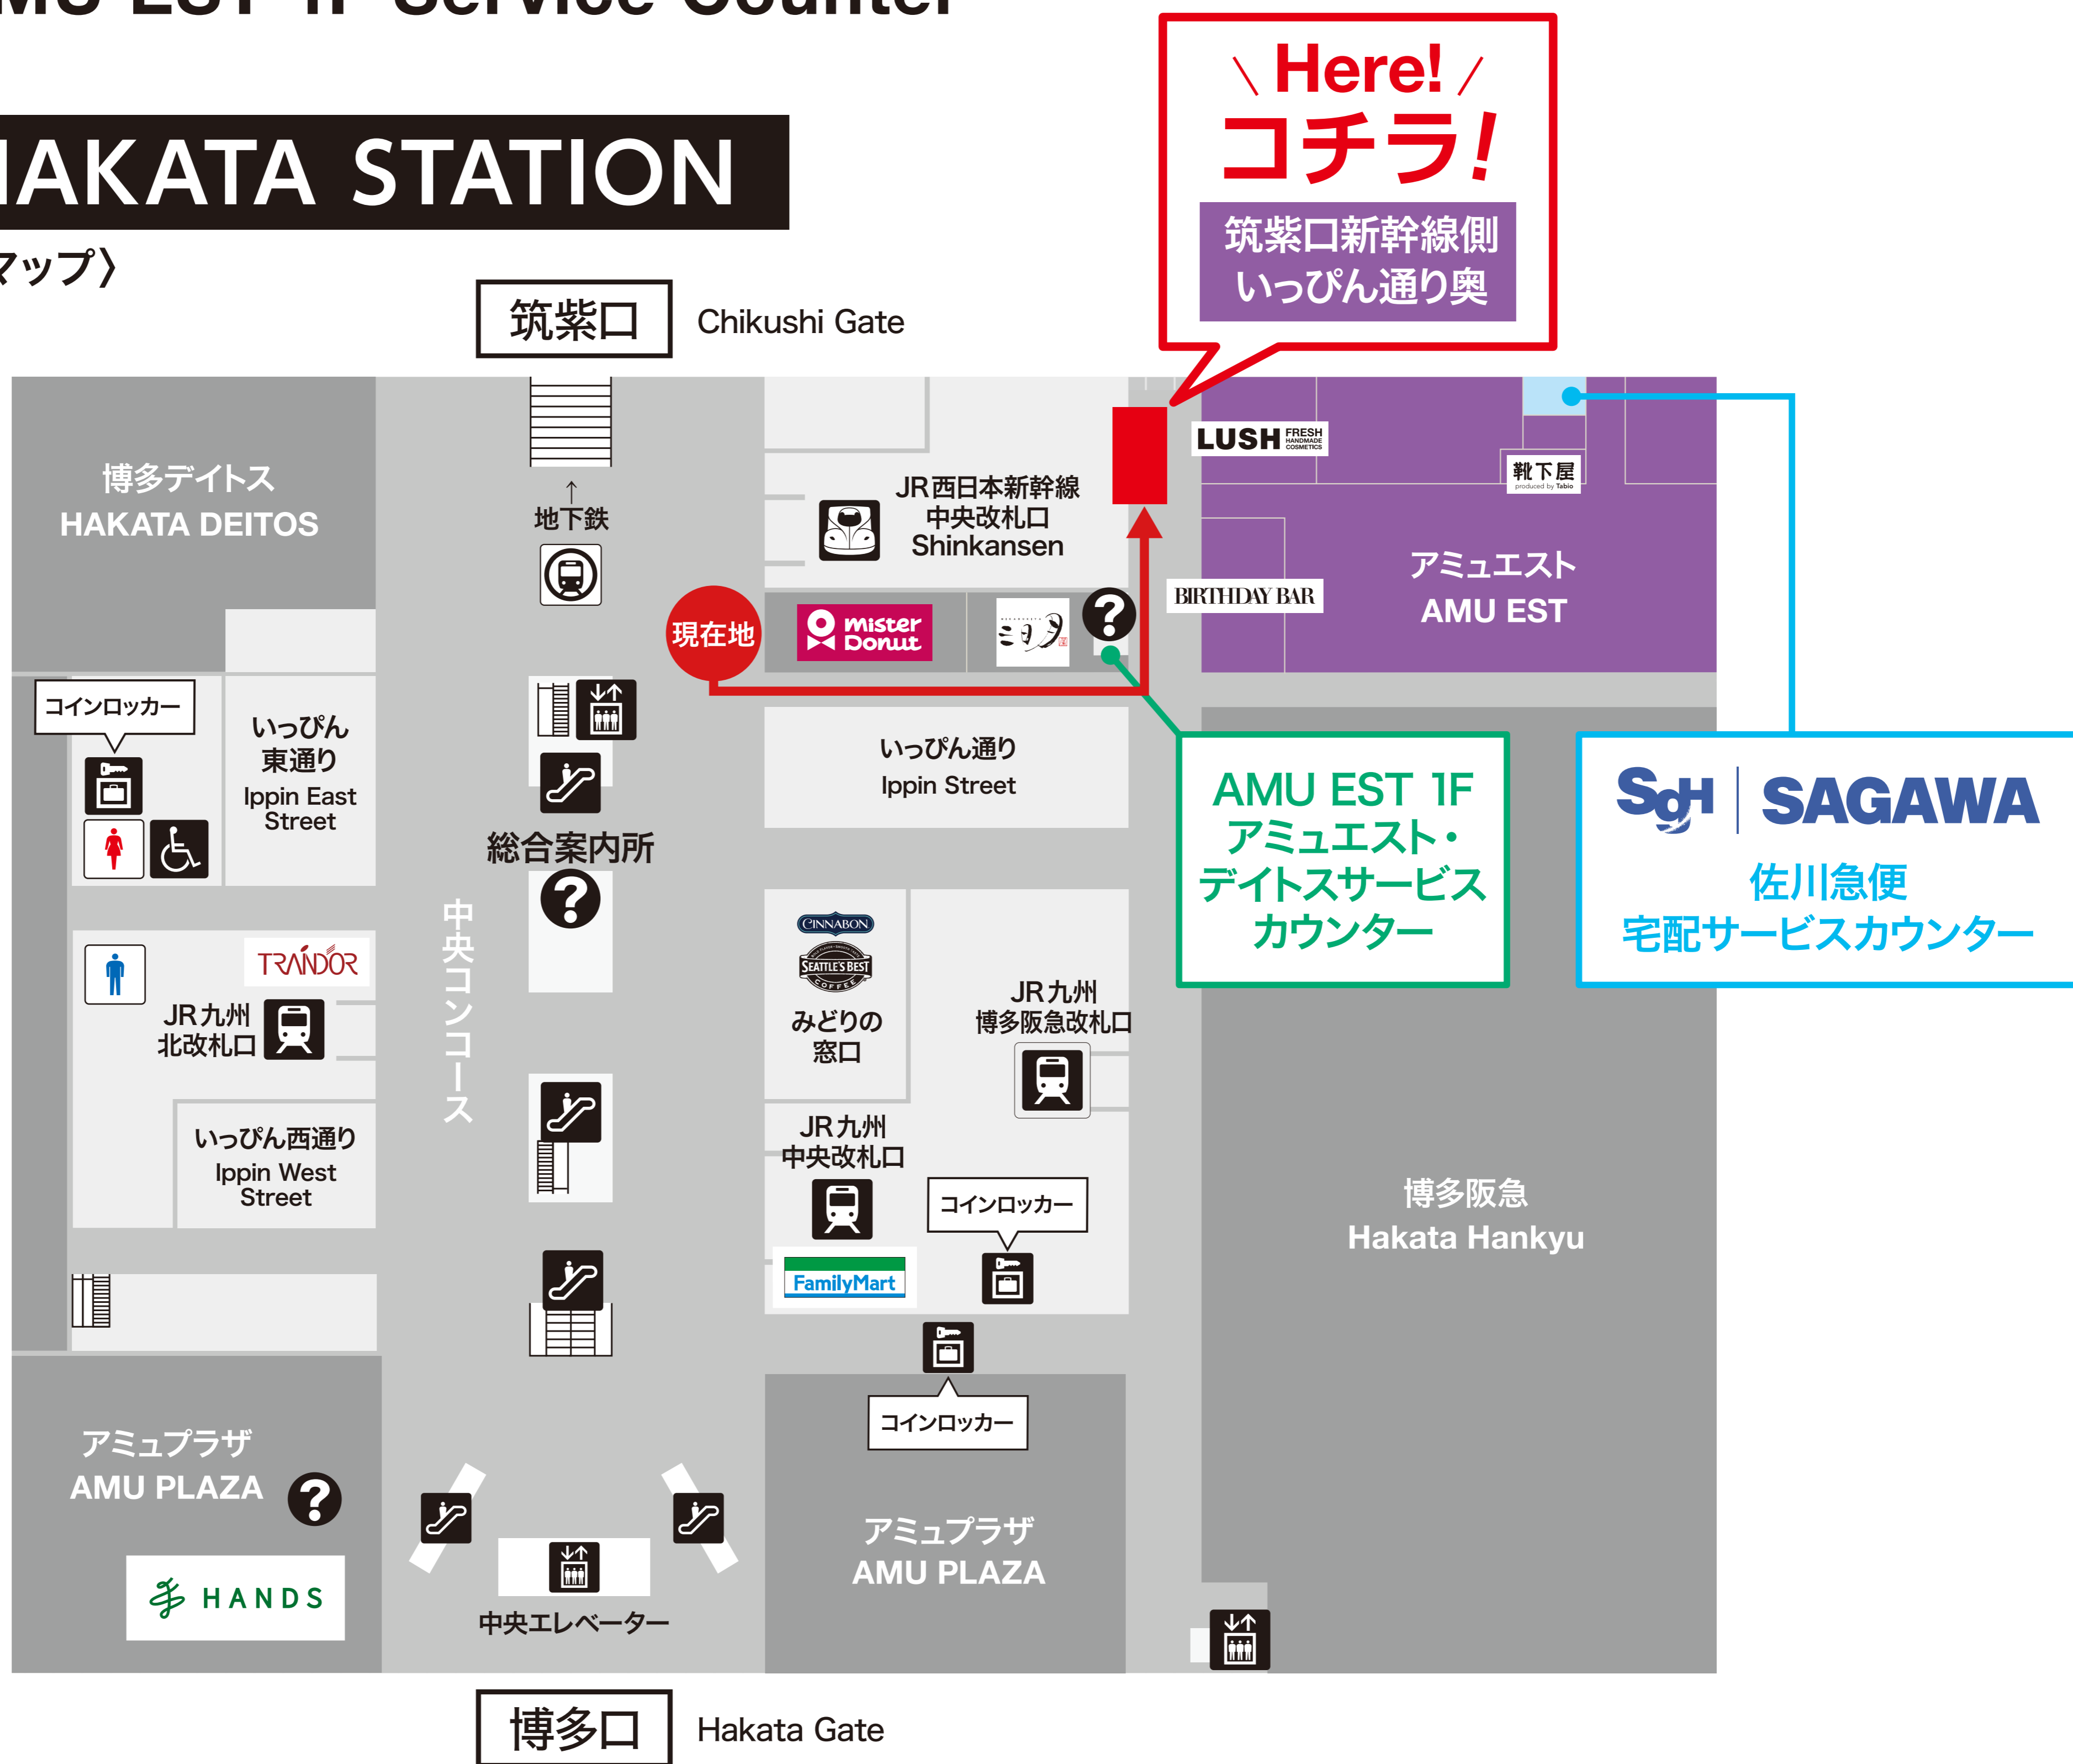 MU EST 1F Service Counter
HAKATA STATION
マップ〉
Here!
コチラ!
筑紫口新幹線側
いっぴん通り奥
筑紫口
Chikushi Gate
博多デイトス
HAKATA DEITOS
↑
地下鉄
JR西日本新幹線
中央改札口
Shinkansen
LUSH FRESH
HANDMADE
COSMETICS
靴下屋
produced by Tabio
アミュエスト
AMU EST
BIRTHDAY BAR
現在地
mister
Donut
三日月
?
コインロッカー
いっぴん
東通り
Ippin East
Street
いっぴん通り
Ippin Street
総合案内所
?
AMU EST 1F
アミュエスト・
デイトスサービス
カウンター
SGH SAGAWA
佐川急便
宅配サービスカウンター
中央コンコース
TRANDOR
JR九州
北改札口
CINNABON
SEATTLE'S BEST
COFFEE
みどりの
窓口
JR九州
博多阪急改札口
いっぴん西通り
Ippin West
Street
JR九州
中央改札口
FamilyMart
コインロッカー
コインロッカー
博多阪急
Hakata Hankyu
アミュプラザ
AMU PLAZA
?
HANDS
アミュプラザ
AMU PLAZA
中央エレベーター
博多口
Hakata Gate